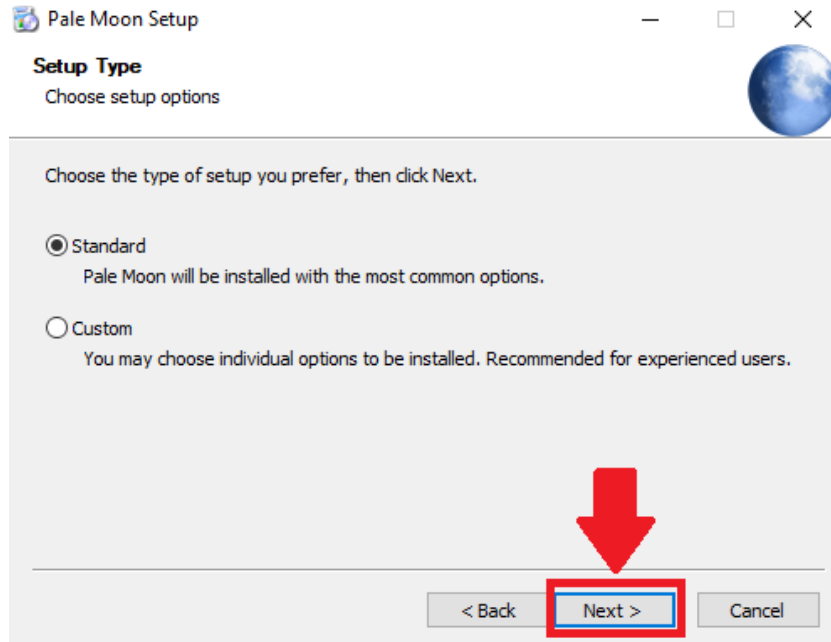 Pale Moon Setup
Setup Type
Choose setup options
Choose the type of setup you prefer, then click Next.
Standard
Pale Moon will be installed with the most common options.
Custom
You may choose individual options to be installed. Recommended for experienced users.
< Back Next > Cancel